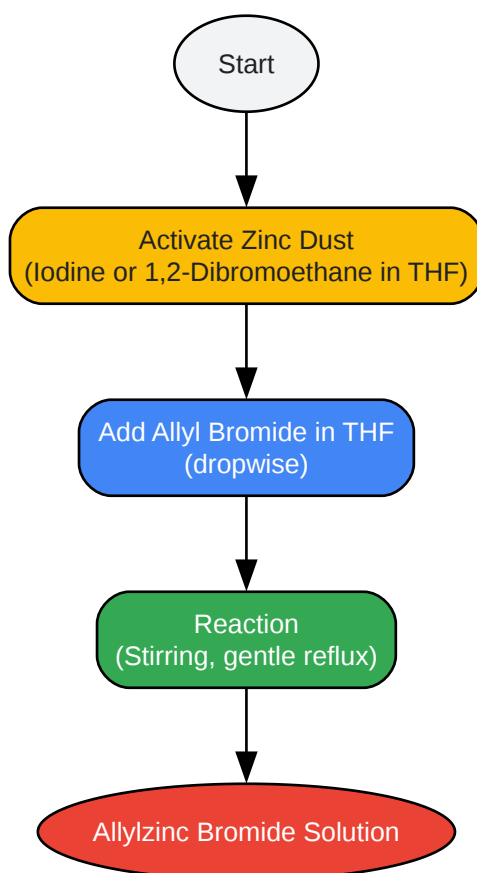 Start
Activate Zinc Dust
(Iodine or 1,2-Dibromoethane in THF)
Add Allyl Bromide in THF
(dropwise)
Reaction
(Stirring, gentle reflux)
Allylzinc Bromide Solution